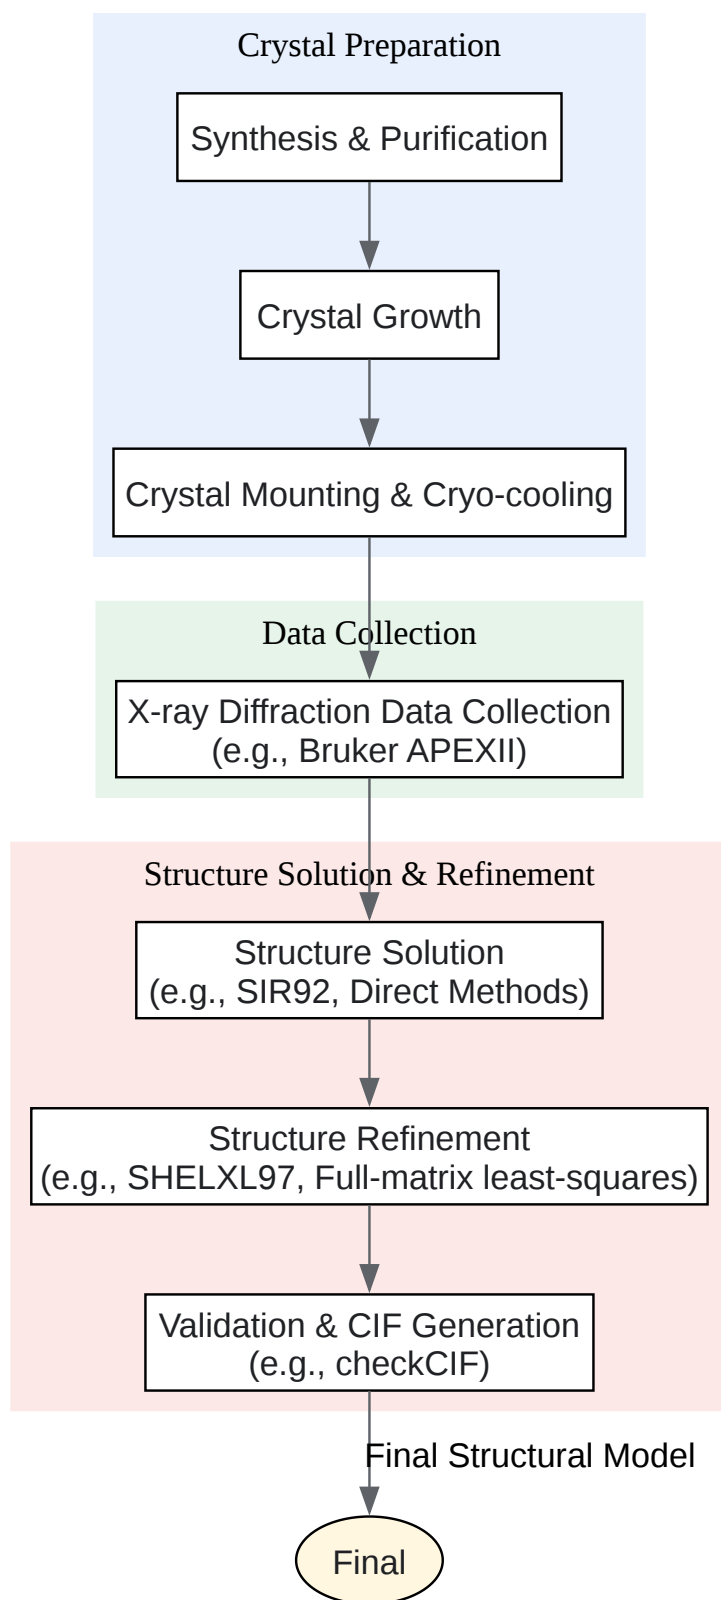 Crystal Preparation
Synthesis & Purification
Crystal Growth
Crystal Mounting & Cryo-cooling
Data Collection
X-ray Diffraction Data Collection
(e.g., Bruker APEXII)
Structure Solution & Refinement
Structure Solution
(e.g., SIR92, Direct Methods)
Structure Refinement
(e.g., SHELXL97, Full-matrix least-squares)
Validation & CIF Generation
(e.g., checkCIF)
Final Structural Model
Final